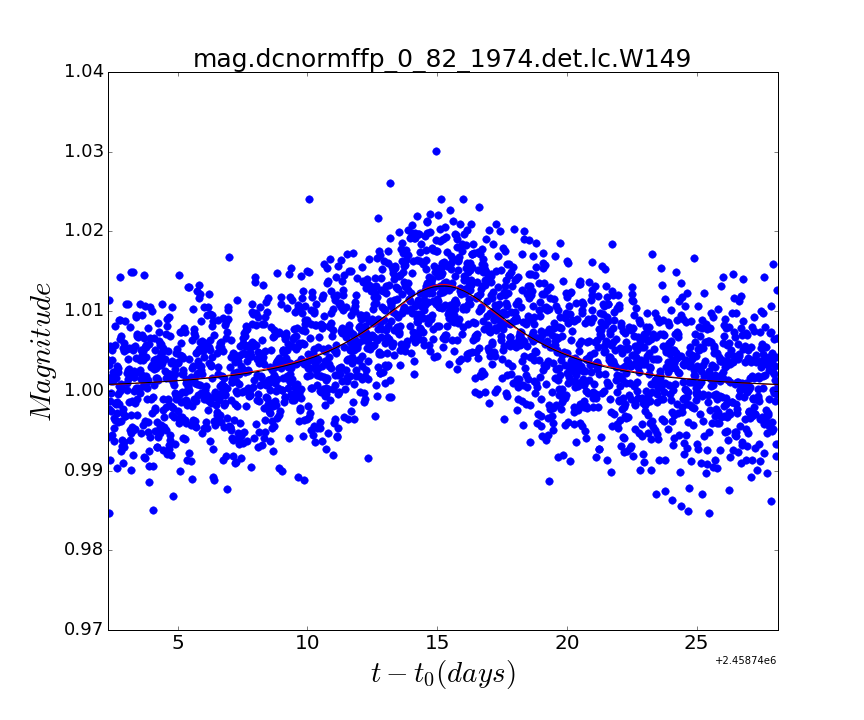 mag.dcnormffp_0_82_1974.det.lc.W149
1.04
1.03
1.02
1.01
1.00
0.99
0.98
0.97
Magnitude
5 10 15 20 25
+2.45874e6
t − t₀(days)